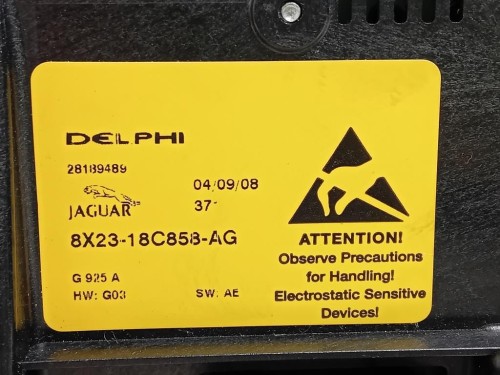 DELPHI
28189489
04/09/08
JAGUAR
37
8X23-18C858-AG
G 925 A
HW: G03
SW: AE
ATTENTION!
Observe Precautions
for Handling!
Electrostatic Sensitive
Devices!